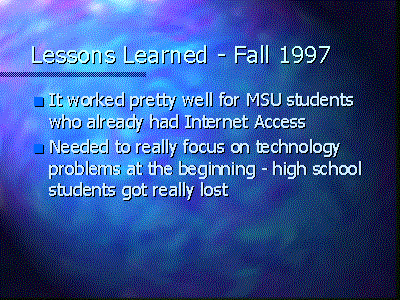 Lessons Learned - Fall 1997
It worked pretty well for MSU students
who already had Internet Access
Needed to really focus on technology
problems at the beginning - high school
students got really lost